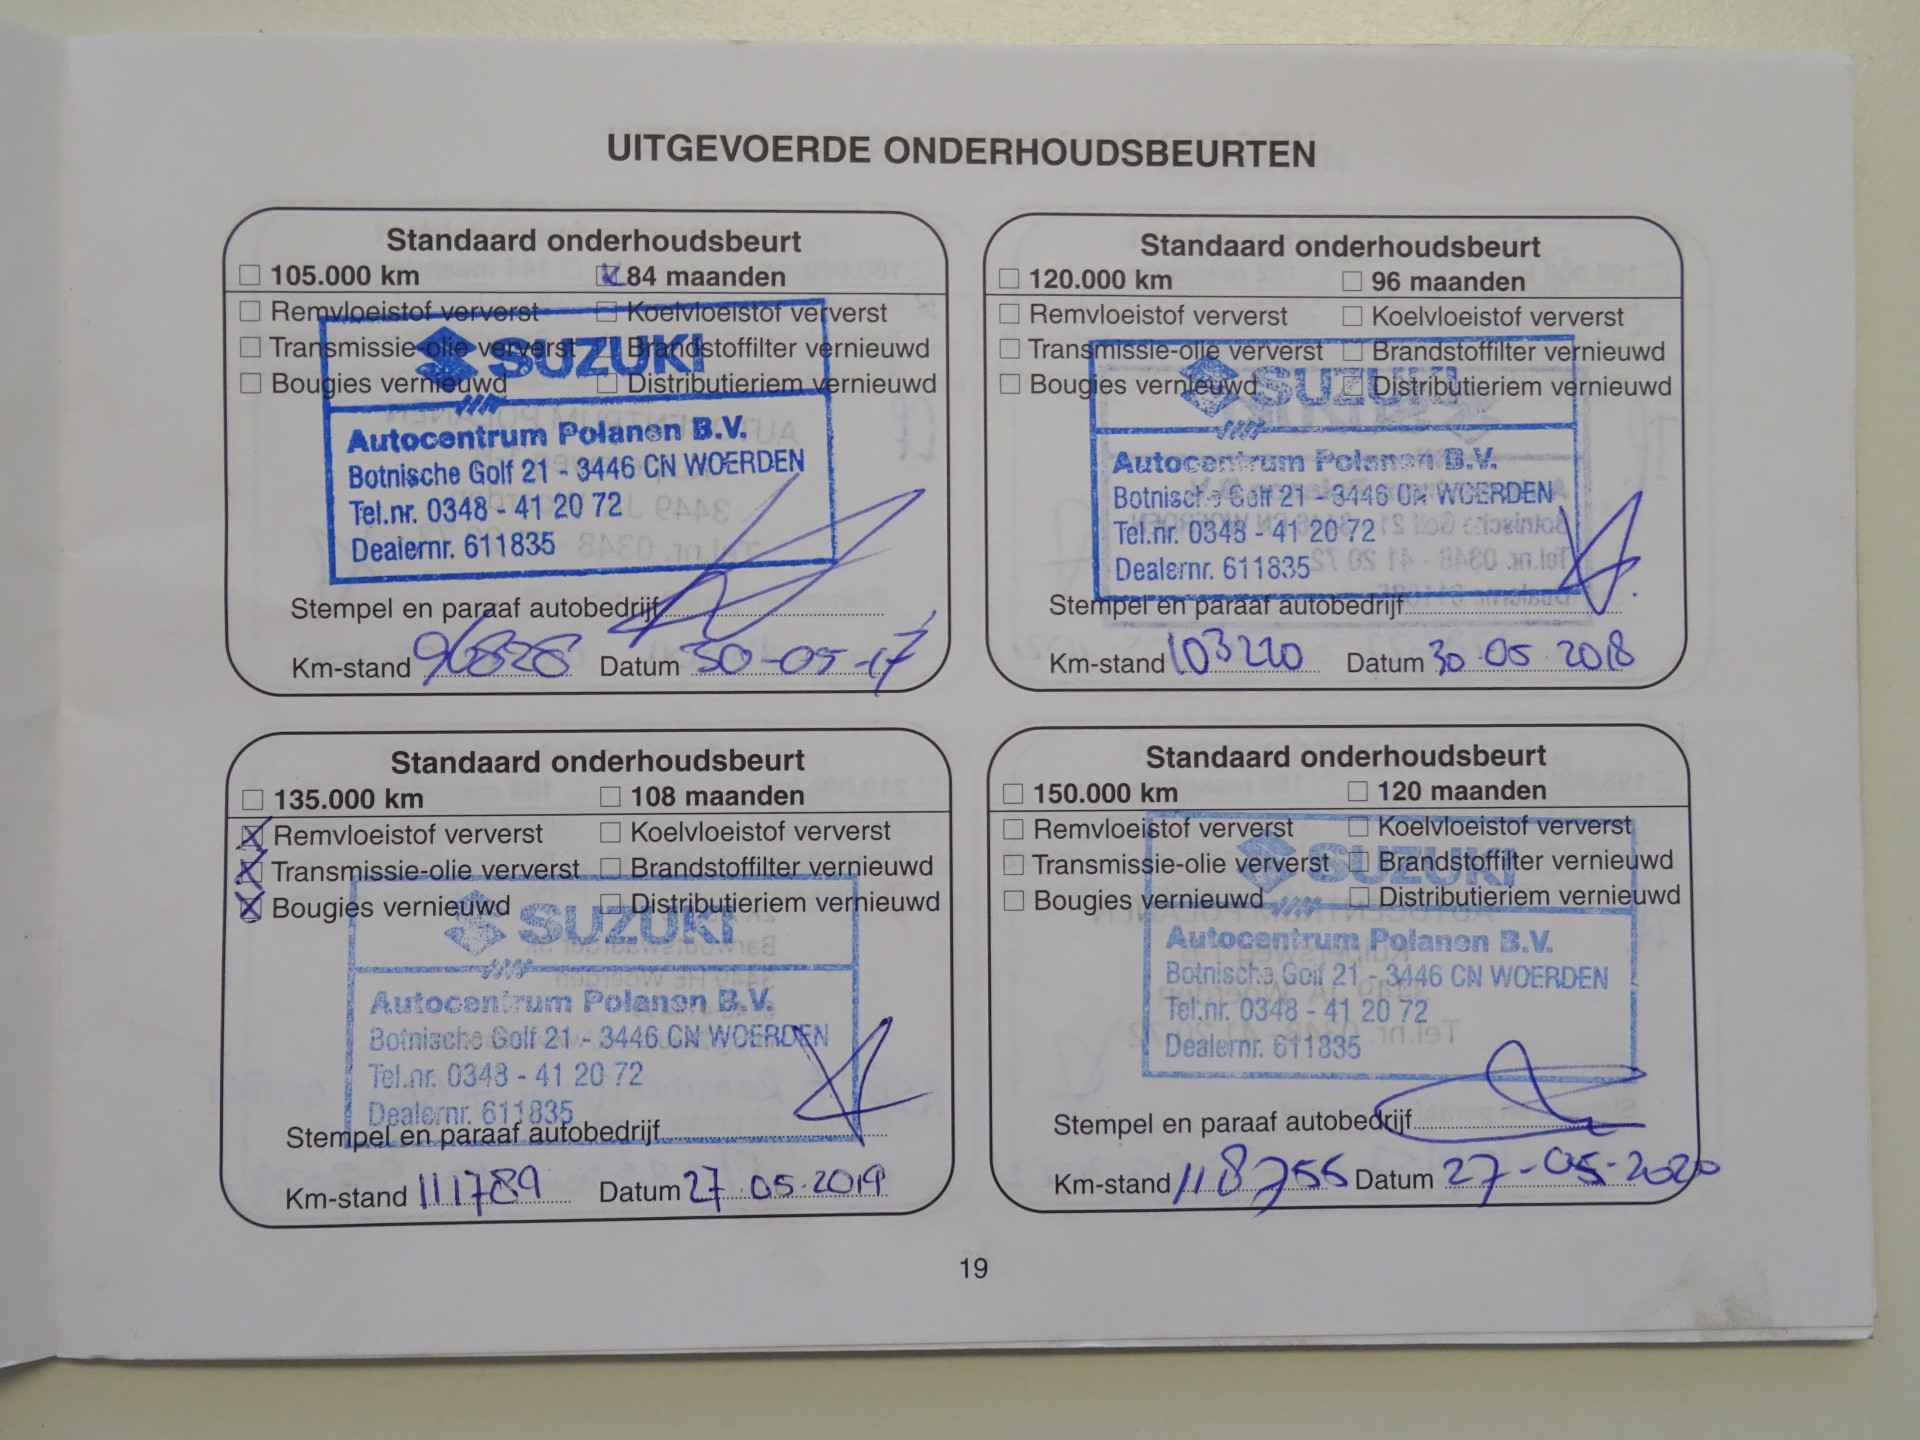 UITGEVOERDE ONDERHOUDSBEURTEN
Standaard onderhoudsbeurt
105.000 km 84 maanden
Remvloeistof ververst Koelvloeistof ververst
Transmissie-olie ververst Brandstoffilter vernieuwd
Bougies vernieuwd Distributieriem vernieuwd
SUZUKI
Autocentrum Polanen B.V.
Botnische Golf 21 - 3446 CN WOERDEN
Tel.nr. 0348 - 41 20 72
Dealernr. 611835
Stempel en paraaf autobedrijf
Km-stand 96828 Datum 30-05-17
Standaard onderhoudsbeurt
120.000 km 96 maanden
Remvloeistof ververst Koelvloeistof ververst
Transmissie-olie ververst Brandstoffilter vernieuwd
Bougies vernieuwd Distributieriem vernieuwd
SUZUKI
Autocentrum Polanen B.V.
Botnische Golf 21 - 3446 CN WOERDEN
Tel.nr. 0348 - 41 20 72
Dealernr. 611835
Stempel en paraaf autobedrijf
Km-stand 103220 Datum 30.05.2018
Standaard onderhoudsbeurt
135.000 km 108 maanden
Remvloeistof ververst Koelvloeistof ververst
Transmissie-olie ververst Brandstoffilter vernieuwd
Bougies vernieuwd Distributieriem vernieuwd
SUZUKI
Autocentrum Polanen B.V.
Botnische Golf 21 - 3446 CN WOERDEN
Tel.nr. 0348 - 41 20 72
Dealernr. 611835
Stempel en paraaf autobedrijf
Km-stand 111789 Datum 27.05.2019
Standaard onderhoudsbeurt
150.000 km 120 maanden
Remvloeistof ververst Koelvloeistof ververst
Transmissie-olie ververst Brandstoffilter vernieuwd
Bougies vernieuwd Distributieriem vernieuwd
SUZUKI
Autocentrum Polanen B.V.
Botnische Golf 21 - 3446 CN WOERDEN
Tel.nr. 0348 - 41 20 72
Dealernr. 611835
Stempel en paraaf autobedrijf
Km-stand 118755 Datum 27-05-2020
19